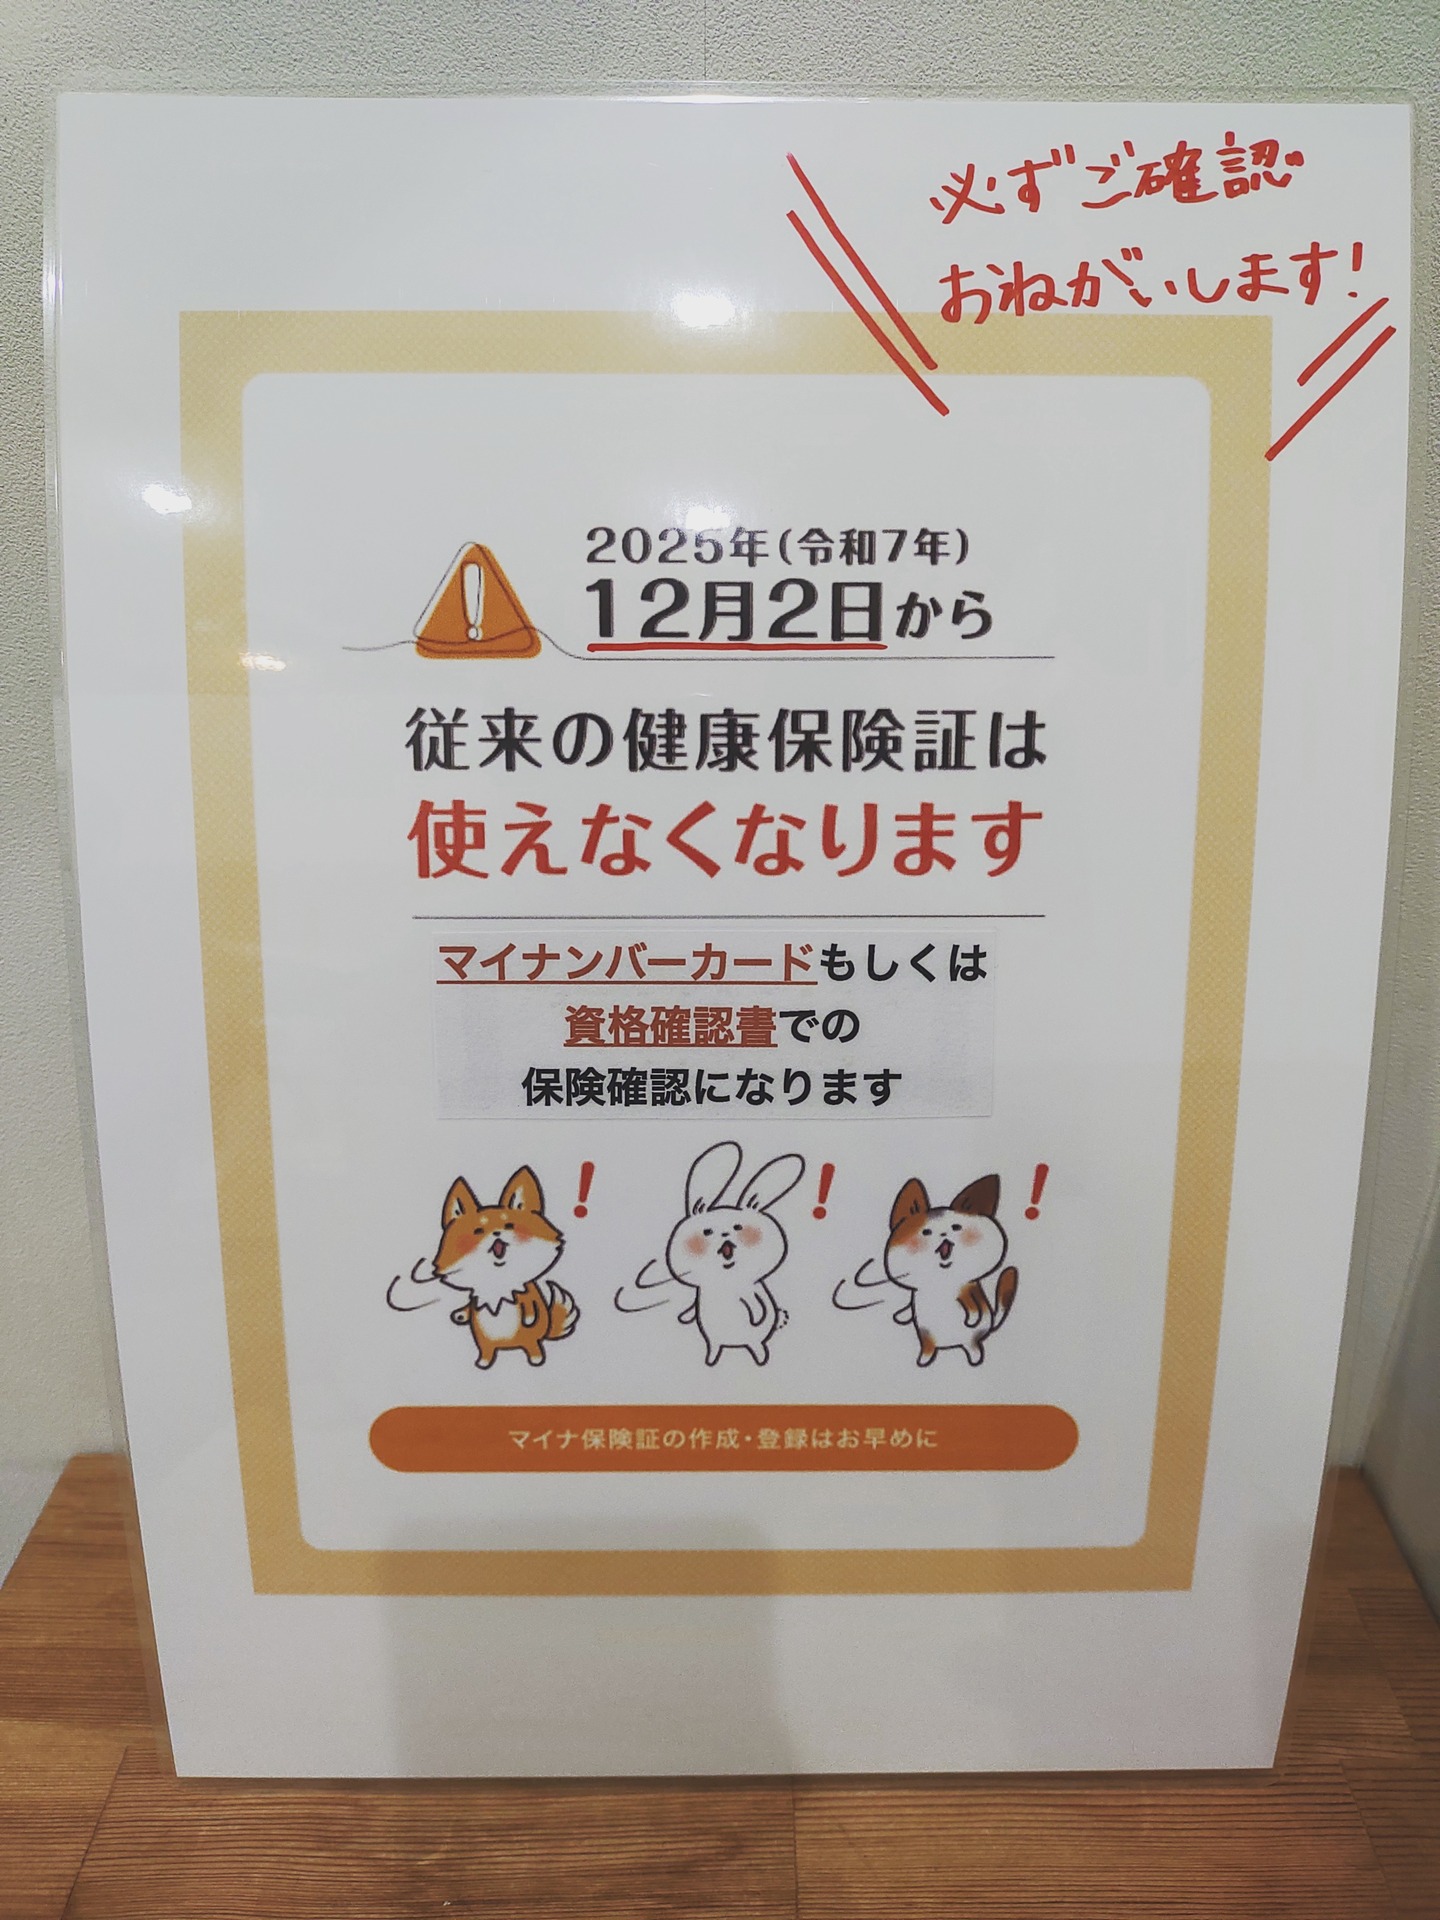 必ずご確認
おねがいします!
2025年(令和7年)
12月2日から
従来の健康保険証は
使えなくなります
マイナンバーカードもしくは
資格確認書での
保険確認になります
! ! !
マイナ保険証の作成・登録はお早めに